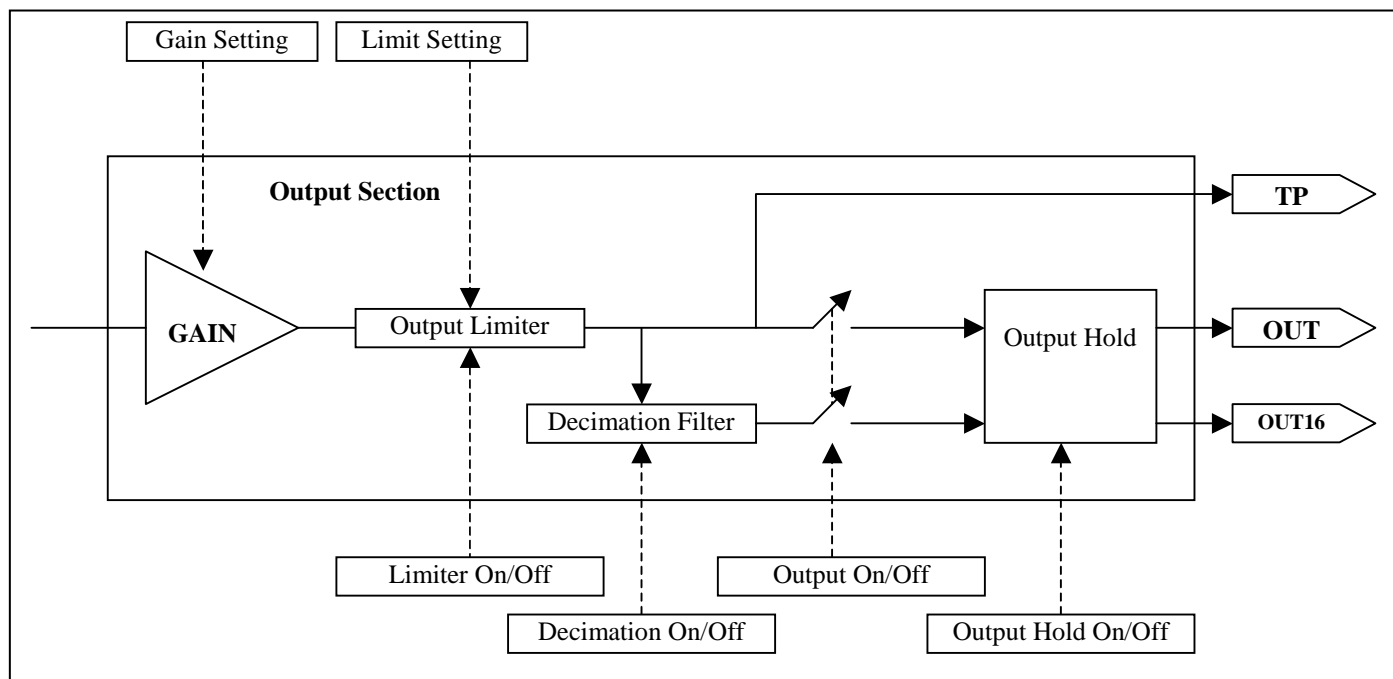 Gain Setting
Limit Setting
Output Section
TP
GAIN
Output Limiter
Output Hold
OUT
Decimation Filter
OUT16
Limiter On/Off
Output On/Off
Decimation On/Off
Output Hold On/Off